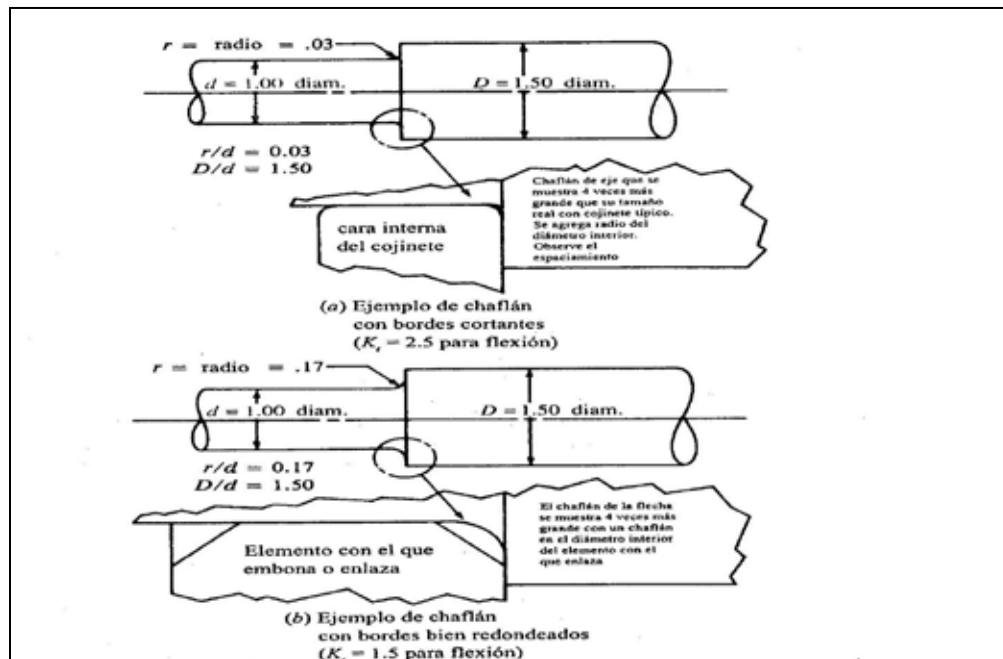 r = radio = .03
d = 1.00 diam.
D = 1.50 diam.
r/d = 0.03
D/d = 1.50
Chaflán de eje que se
muestra 4 veces más
grande que su tamaño
real con cojinete típico.
Se agrega radio del
diámetro interior.
Observe el
espaciamiento
cara interna
del cojinete
(a) Ejemplo de chaflán
con bordes cortantes
(Kt = 2.5 para flexión)
r = radio = .17
d = 1.00 diam.
D = 1.50 diam.
r/d = 0.17
D/d = 1.50
El chaflán de la flecha
se muestra 4 veces más
grande con un chaflán
en el diámetro interior
del elemento con el
que enlaza
Elemento con el que
embona o enlaza
(b) Ejemplo de chaflán
con bordes bien redondeados
(Kt = 1.5 para flexión)